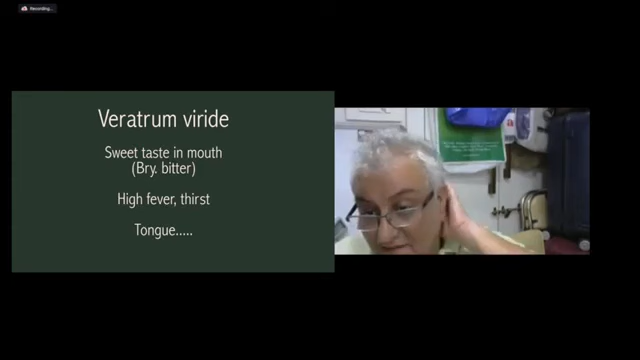 Recording...
Veratrum viride
Sweet taste in mouth
(Bry. bitter)
High fever, thirst
Tongue.....